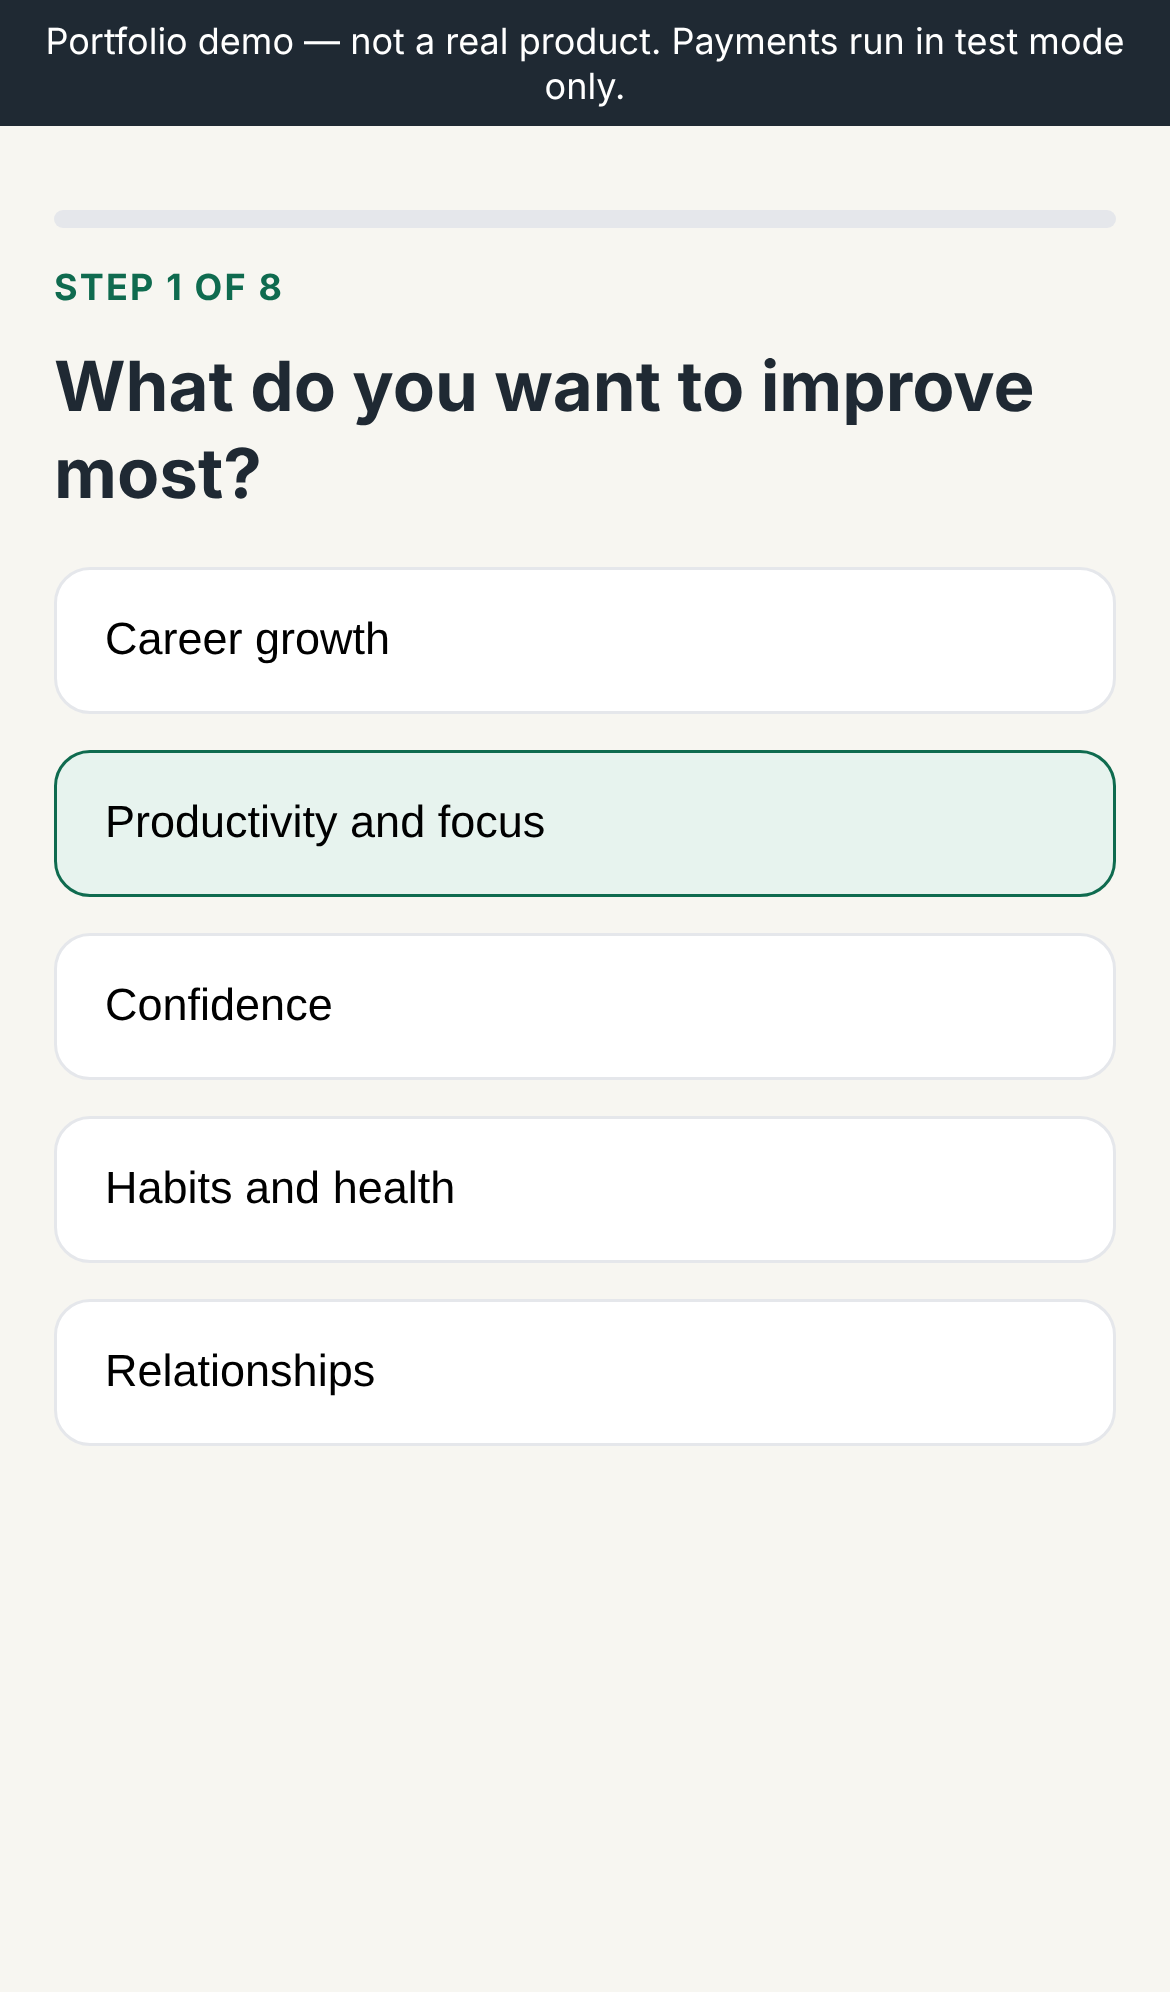 Portfolio demo — not a real product. Payments run in test mode
only.
STEP 1 OF 8
What do you want to improve
most?
Career growth
Productivity and focus
Confidence
Habits and health
Relationships